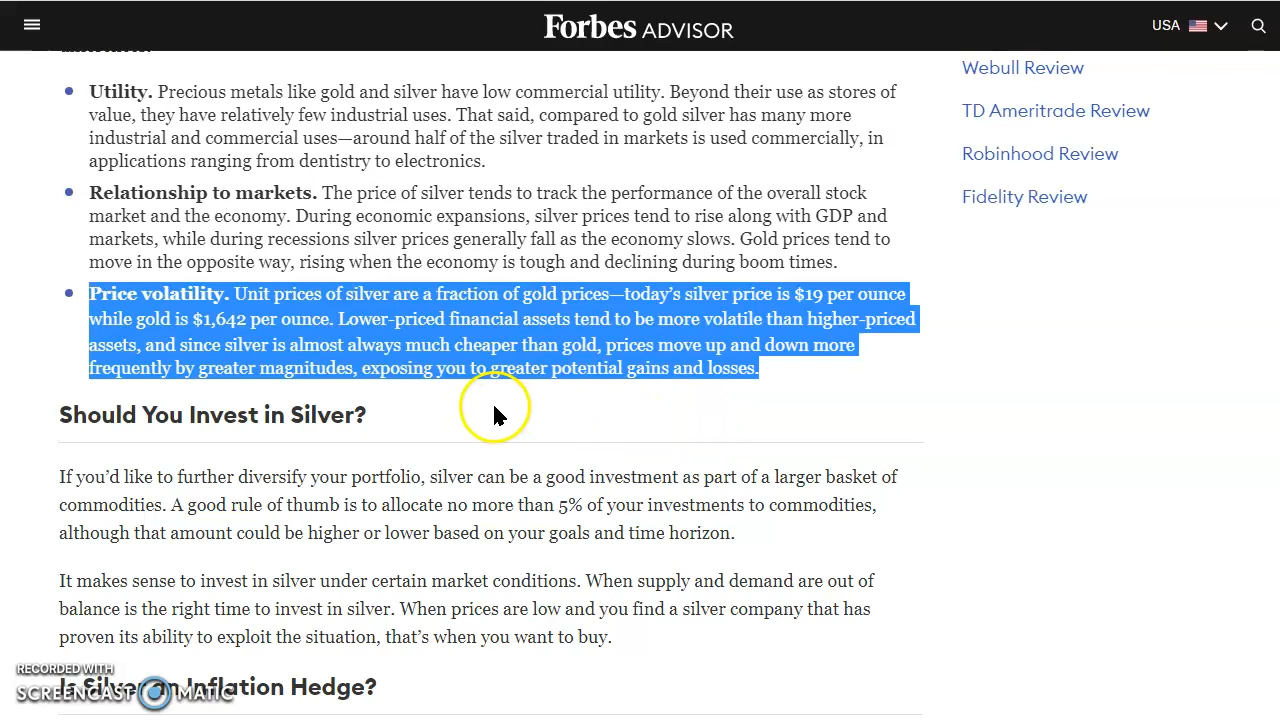 Forbes ADVISOR
USA
Utility. Precious metals like gold and silver have low commercial utility. Beyond their use as stores of
value, they have relatively few industrial uses. That said, compared to gold silver has many more
industrial and commercial uses—around half of the silver traded in markets is used commercially, in
applications ranging from dentistry to electronics.
Relationship to markets. The price of silver tends to track the performance of the overall stock
market and the economy. During economic expansions, silver prices tend to rise along with GDP and
markets, while during recessions silver prices generally fall as the economy slows. Gold prices tend to
move in the opposite way, rising when the economy is tough and declining during boom times.
Price volatility. Unit prices of silver are a fraction of gold prices—today’s silver price is $19 per ounce
while gold is $1,642 per ounce. Lower-priced financial assets tend to be more volatile than higher-priced
assets, and since silver is almost always much cheaper than gold, prices move up and down more
frequently by greater magnitudes, exposing you to greater potential gains and losses.
Should You Invest in Silver?
If you’d like to further diversify your portfolio, silver can be a good investment as part of a larger basket of
commodities. A good rule of thumb is to allocate no more than 5% of your investments to commodities,
although that amount could be higher or lower based on your goals and time horizon.
It makes sense to invest in silver under certain market conditions. When supply and demand are out of
balance is the right time to invest in silver. When prices are low and you find a silver company that has
proven its ability to exploit the situation, that’s when you want to buy.
Is Silver an Inflation Hedge?
Webull Review
TD Ameritrade Review
Robinhood Review
Fidelity Review
RECORDED WITH
SCREENCAST MATIC